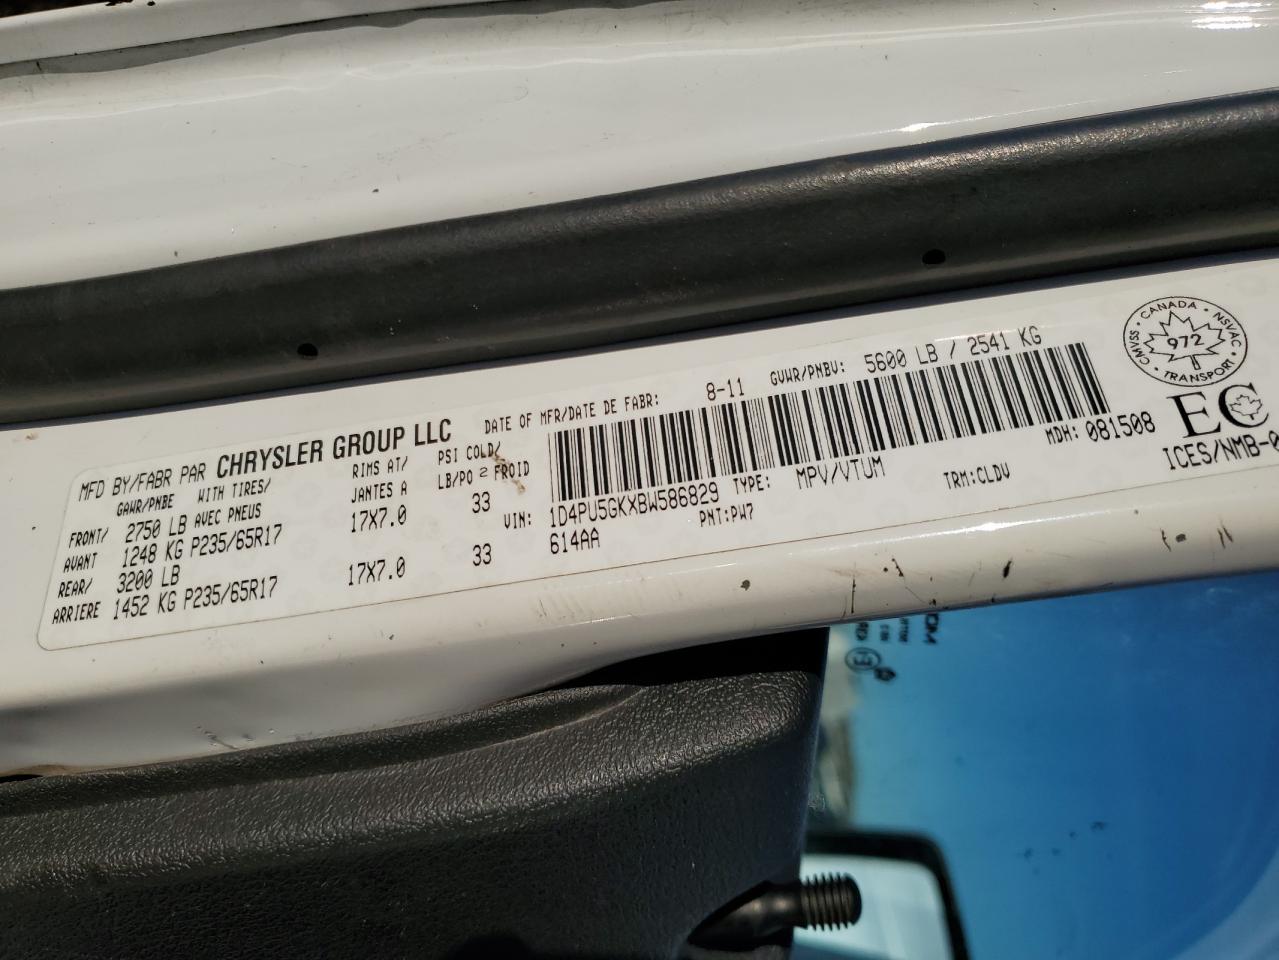 MFD BY/FABR PAR CHRYSLER GROUP LLC DATE OF MFR/DATE DE FABR: 8-11 GVWR/PNBV: 5600 LB / 2541 KG
GAWR/PNBE WITH TIRES/ RIMS AT/ PSI COLD/
FRONT/ 2750 LB AVEC PNEUS JANTES A LB/PO 2 FROID
AVANT 1248 KG P235/65R17 17X7.0 33
REAR/ 3200 LB
ARRIERE 1452 KG P235/65R17 17X7.0 33
VIN: 1D4PU5GKXBW586829 TYPE: MPV/VTUM MDH: 081508
614AA PNT:PW7 TRM:CLDV
CMVSS • CANADA • NSVAC • TRANSPORT •
972
EC
ICES/NMB-0